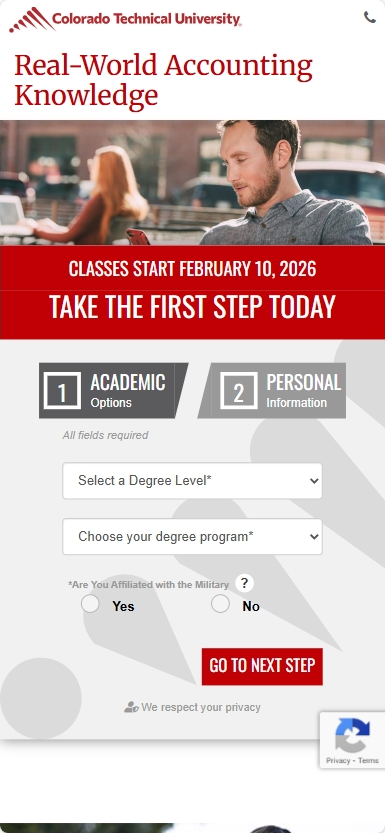 Colorado Technical University®
Real-World Accounting
Knowledge
CLASSES START FEBRUARY 10, 2026
TAKE THE FIRST STEP TODAY
1 ACADEMIC
Options
2 PERSONAL
Information
All fields required
Select a Degree Level*
Choose your degree program*
*Are You Affiliated with the Military ?
Yes No
GO TO NEXT STEP
We respect your privacy
Privacy - Terms